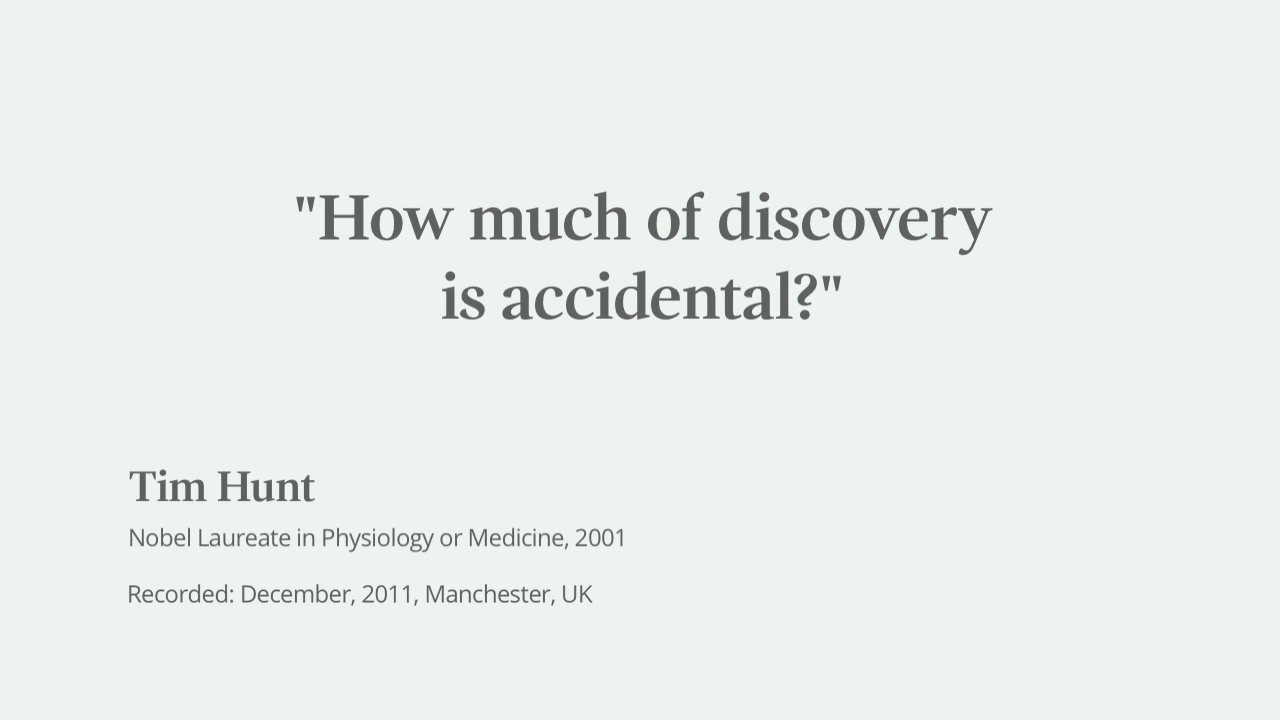 "How much of discovery
is accidental?"
Tim Hunt
Nobel Laureate in Physiology or Medicine, 2001
Recorded: December, 2011, Manchester, UK